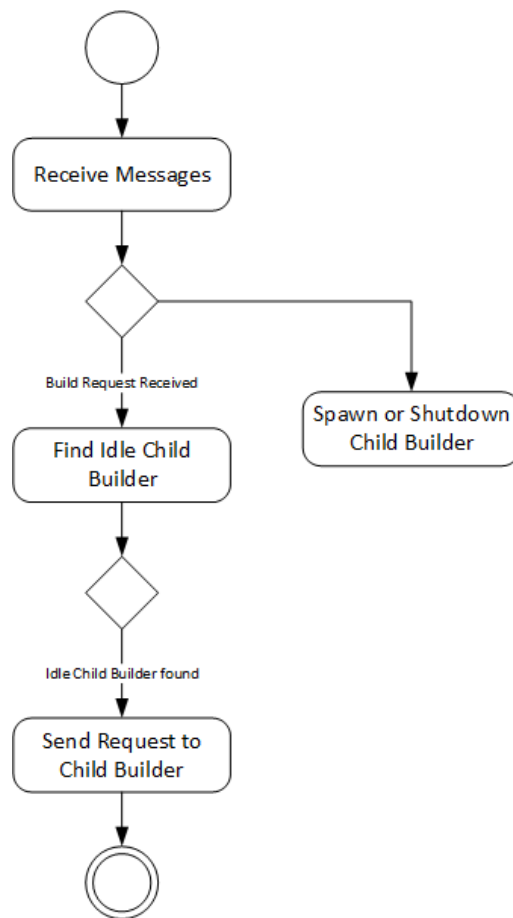 Receive Messages
Build Request Received
Spawn or Shutdown
Child Builder
Find Idle Child
Builder
Idle Child Builder found
Send Request to
Child Builder